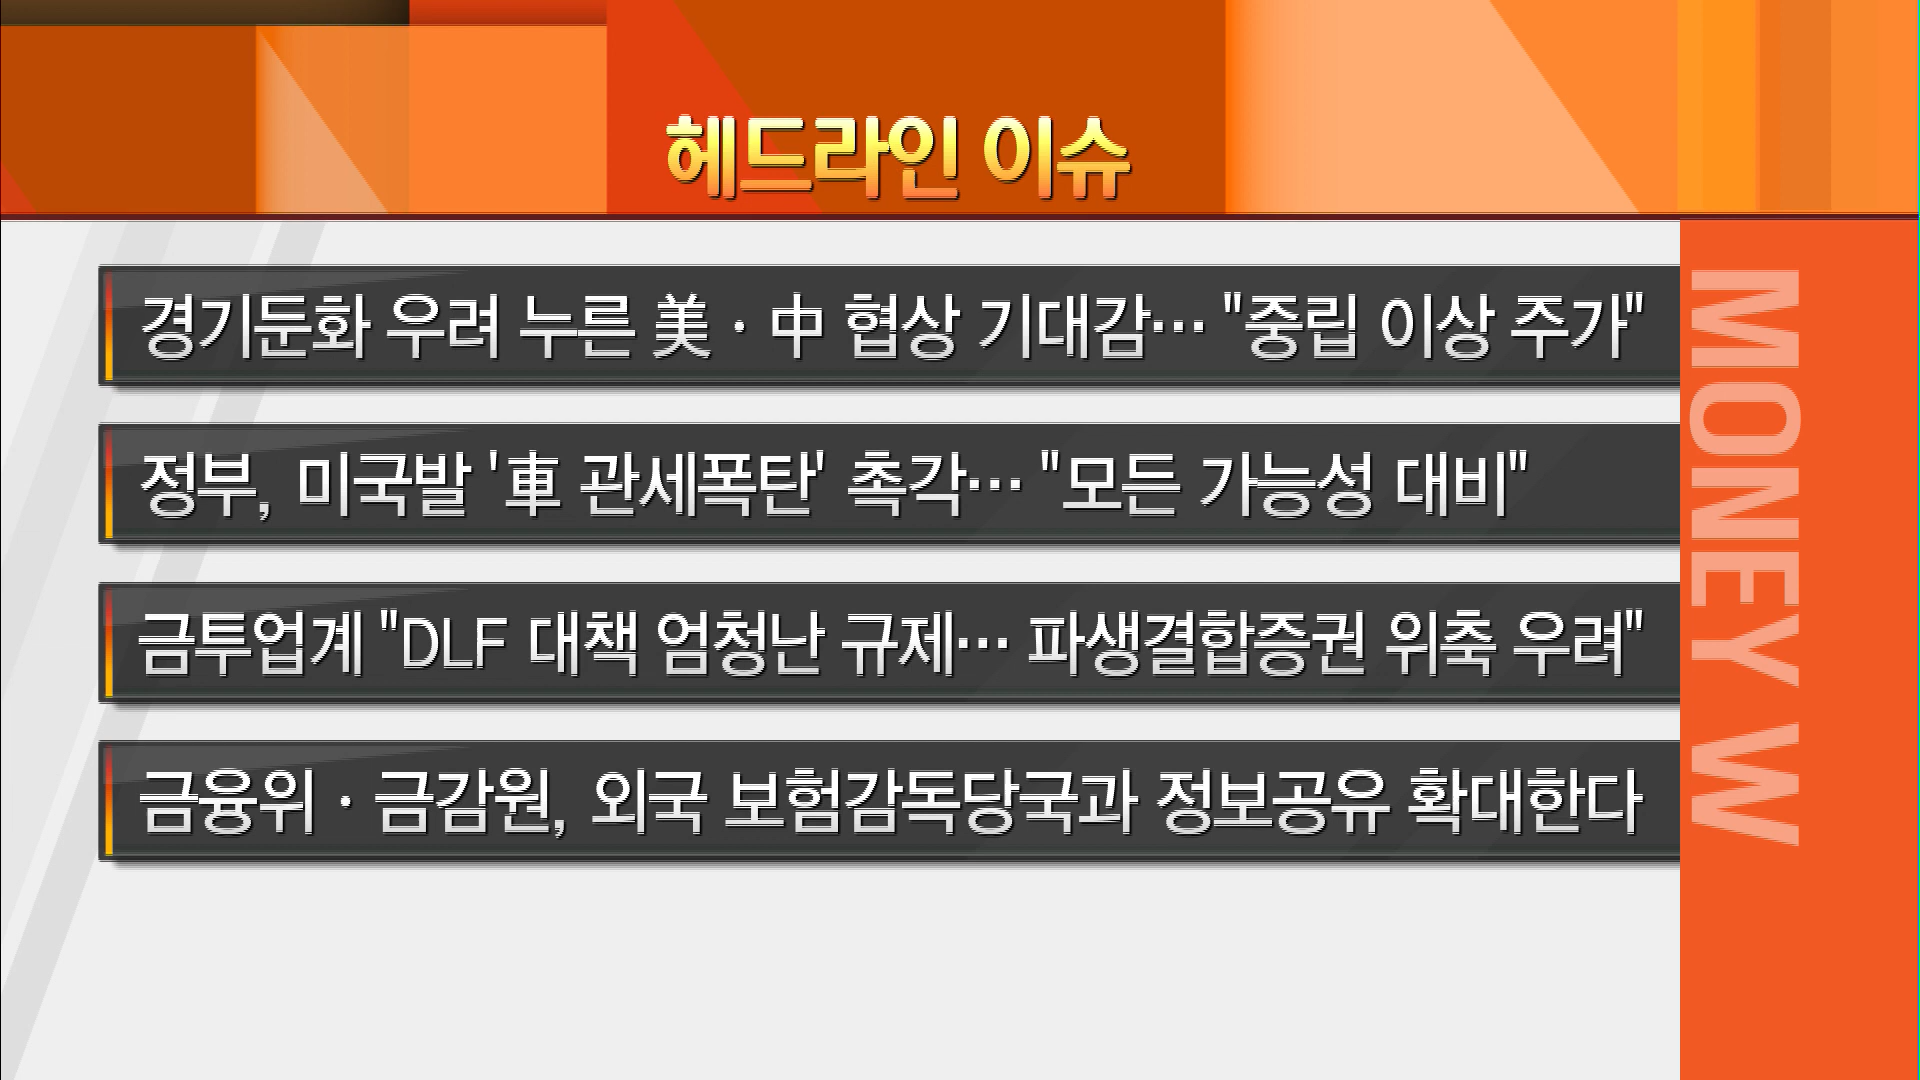 헤드라인 이슈
경기둔화 우려 누른 美·中 협상 기대감… "중립 이상 주가"
정부, 미국발 '車 관세폭탄' 촉각… "모든 가능성 대비"
금투업계 "DLF 대책 엄청난 규제… 파생결합증권 위축 우려"
금융위·금감원, 외국 보험감독당국과 정보공유 확대한다
MONEY W